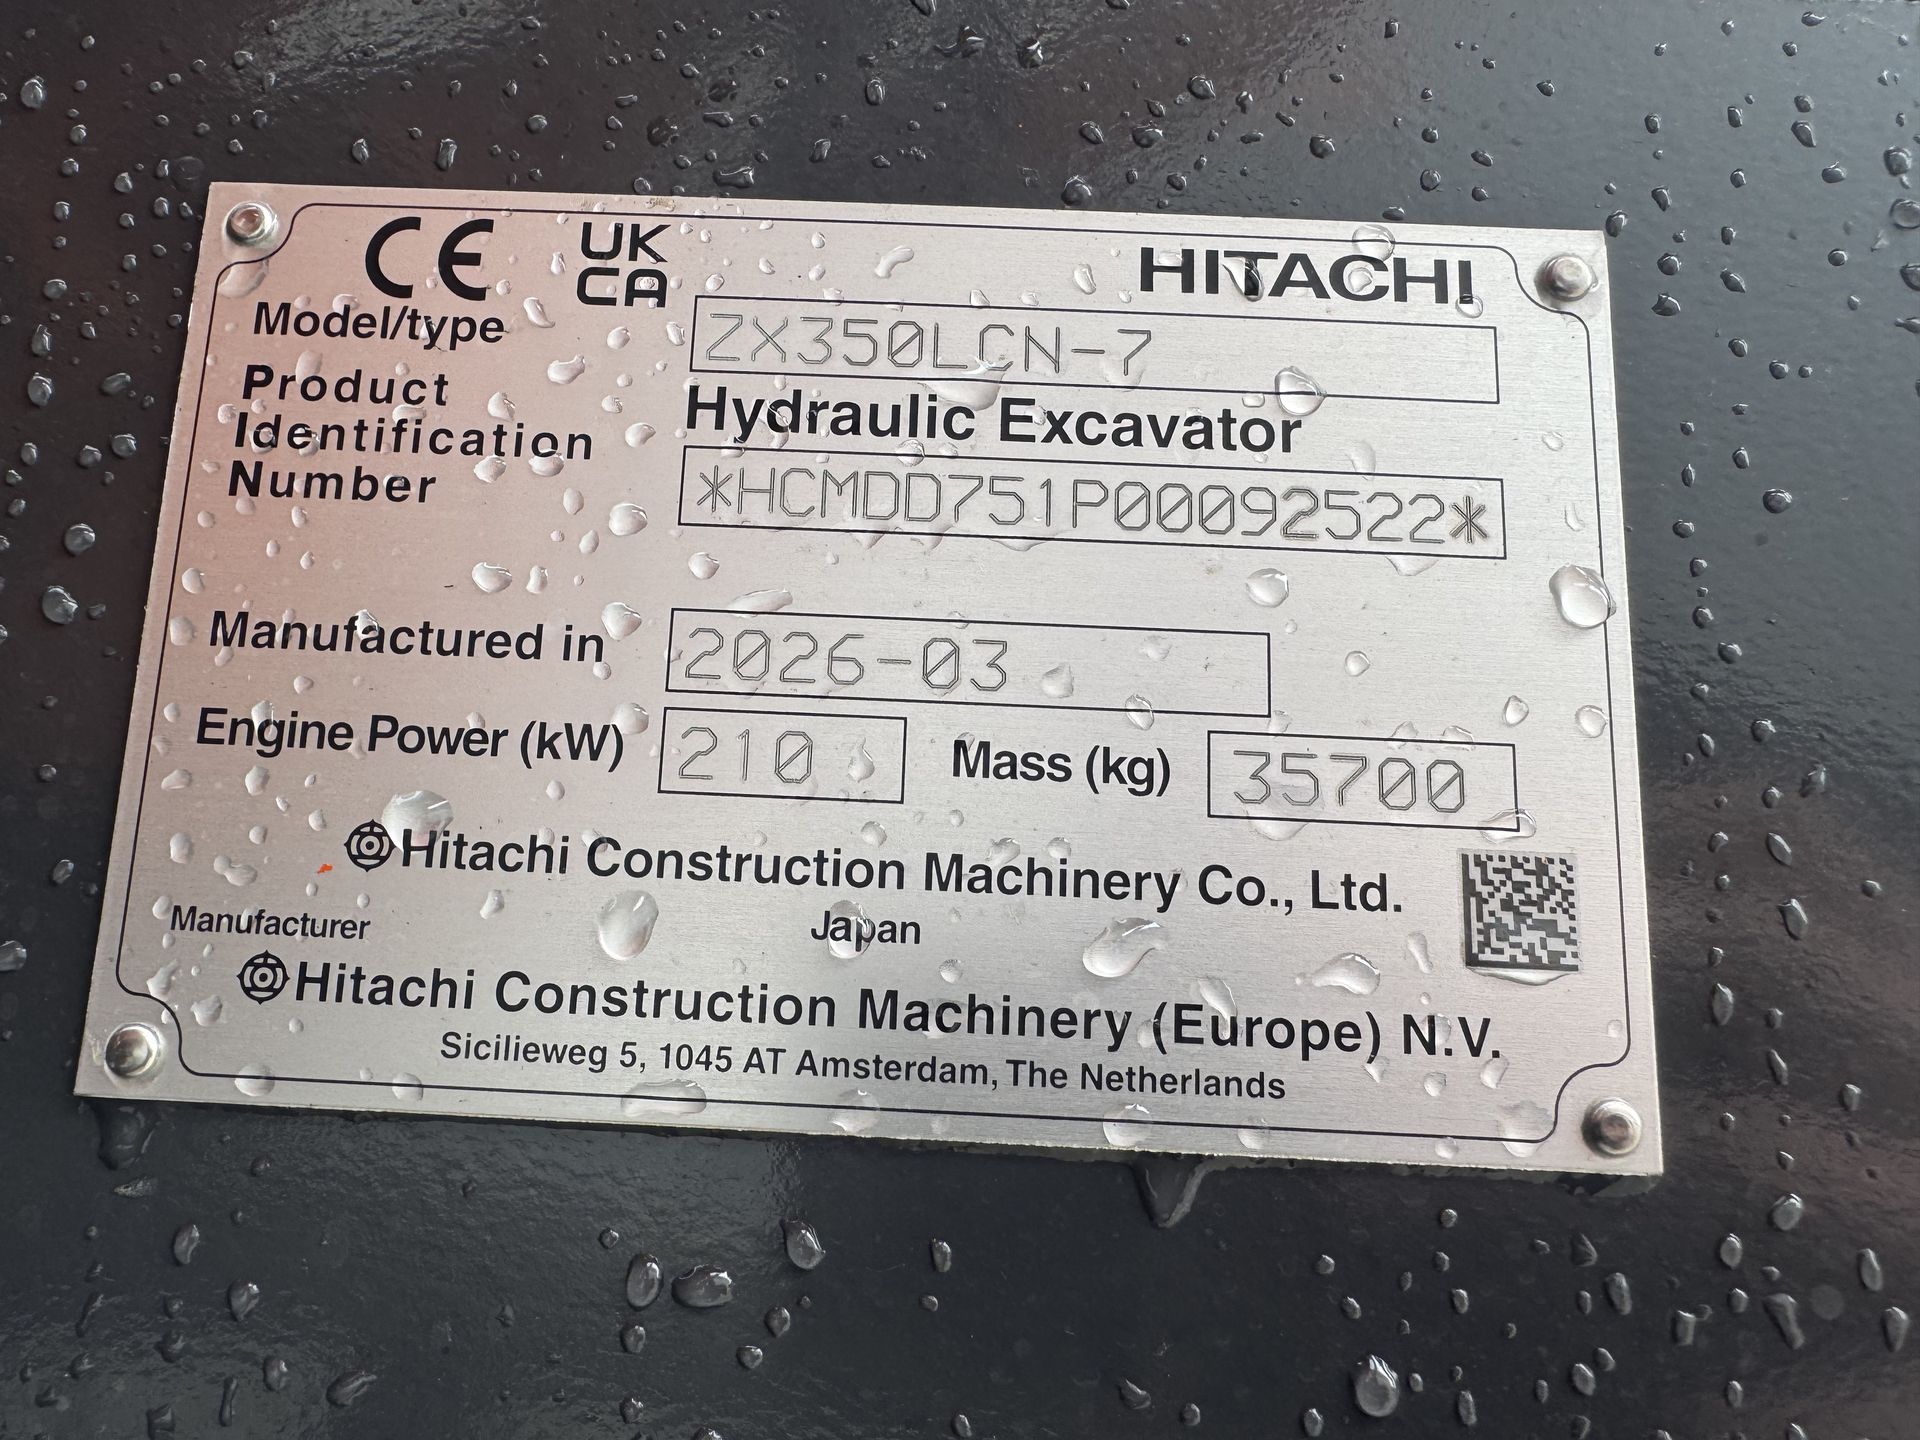 CE UK CA HITACHI
Model/type ZX350LCN-7
Hydraulic Excavator
Product Identification Number *HCMDD751P00092522*
Manufactured in 2026-03
Engine Power (kW) 210 Mass (kg) 35700
Hitachi Construction Machinery Co., Ltd.
Japan
Manufacturer
Hitachi Construction Machinery (Europe) N.V.
Sicilieweg 5, 1045 AT Amsterdam, The Netherlands